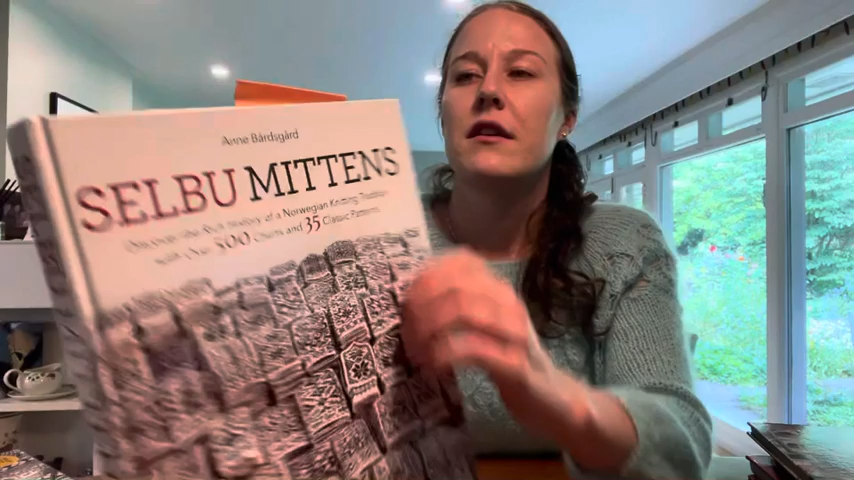 Anne Bårdsgård
SELBU MITTENS
Discover the Rich History of a Norwegian Knitting Tradition
with Over 500 Charts and 35 Classic Patterns